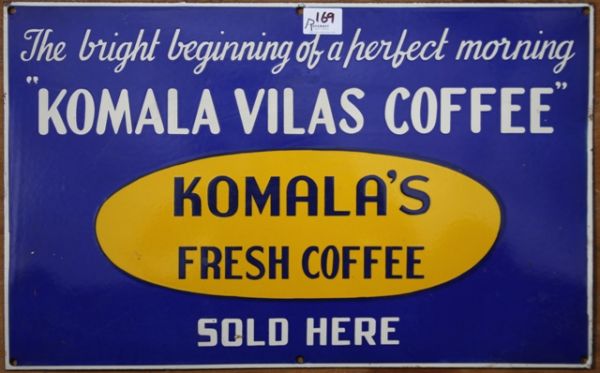 169
The bright beginning of a perfect morning
"KOMALA VILAS COFFEE"
KOMALA'S
FRESH COFFEE
SOLD HERE